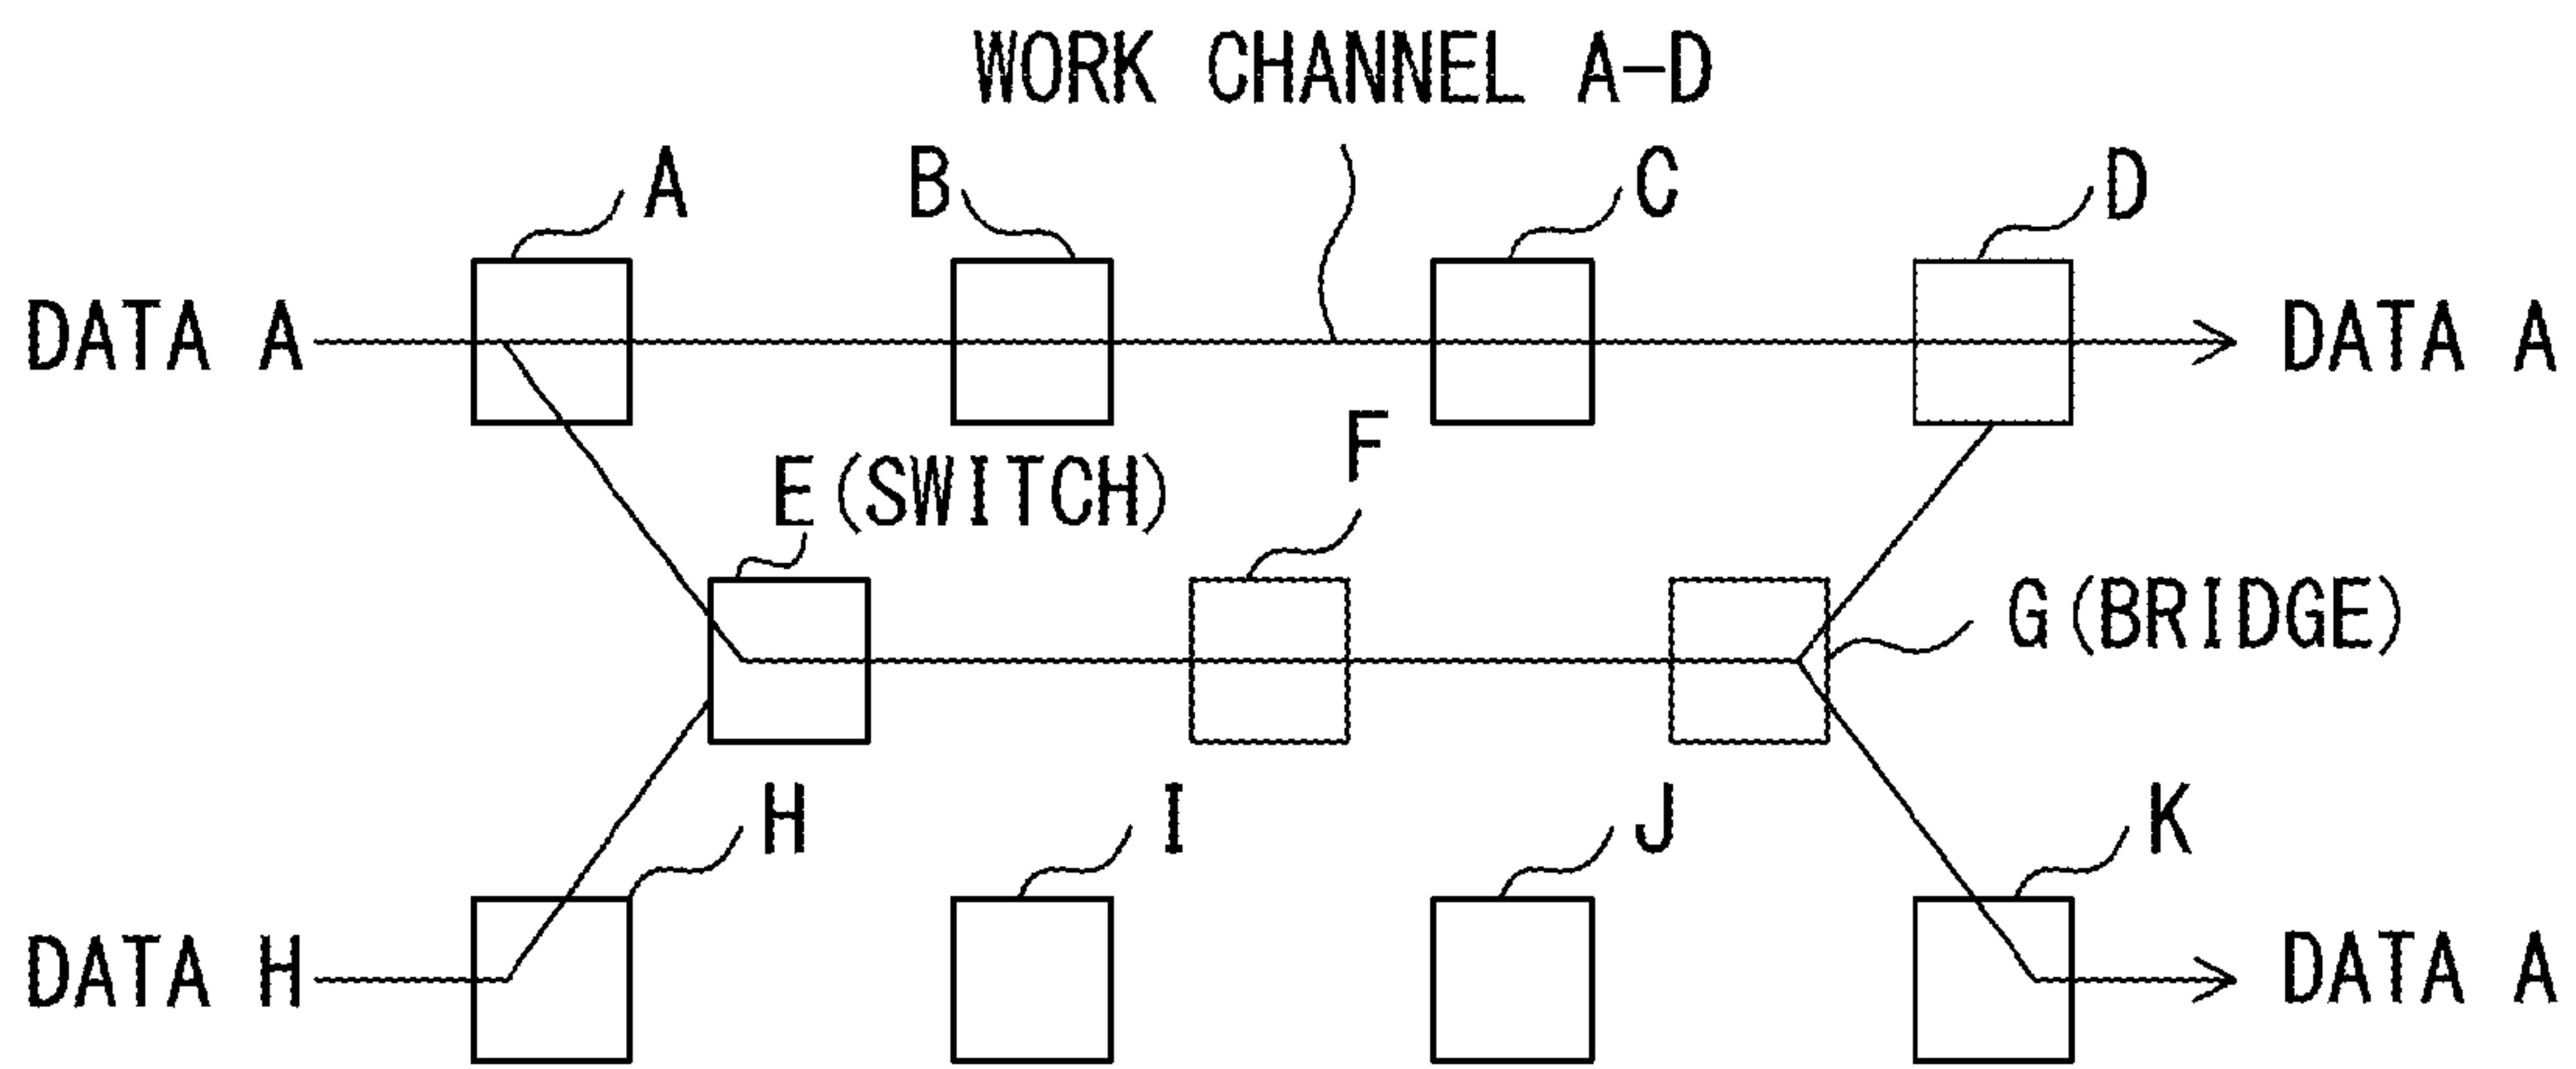 WORK CHANNEL A-D
A
B
C
D
DATA A
DATA A
E(SWITCH)
F
G(BRIDGE)
H
I
J
K
DATA H
DATA A